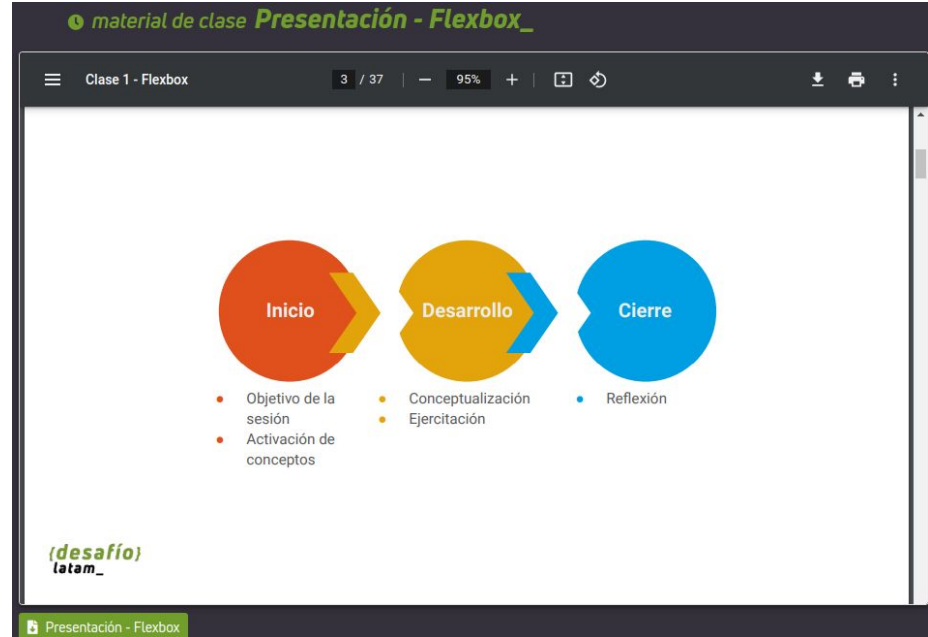 material de clase Presentación - Flexbox_
Clase 1 - Flexbox
3 / 37
95%
Inicio
Desarrollo
Cierre
Objetivo de la
sesión
Activación de
conceptos
Conceptualización
Ejercitación
Reflexión
{desafío}
latam_
Presentación - Flexbox